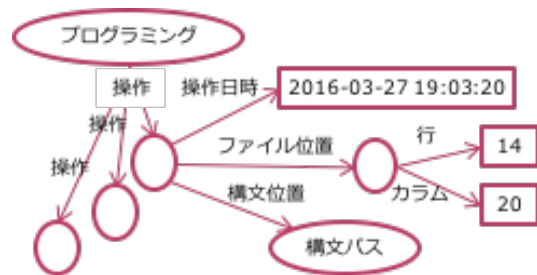 プログラミング
操作
操作日時
2016-03-27 19:03:20
操作
ファイル位置
行
14
操作
構文位置
カラム
20
構文パス